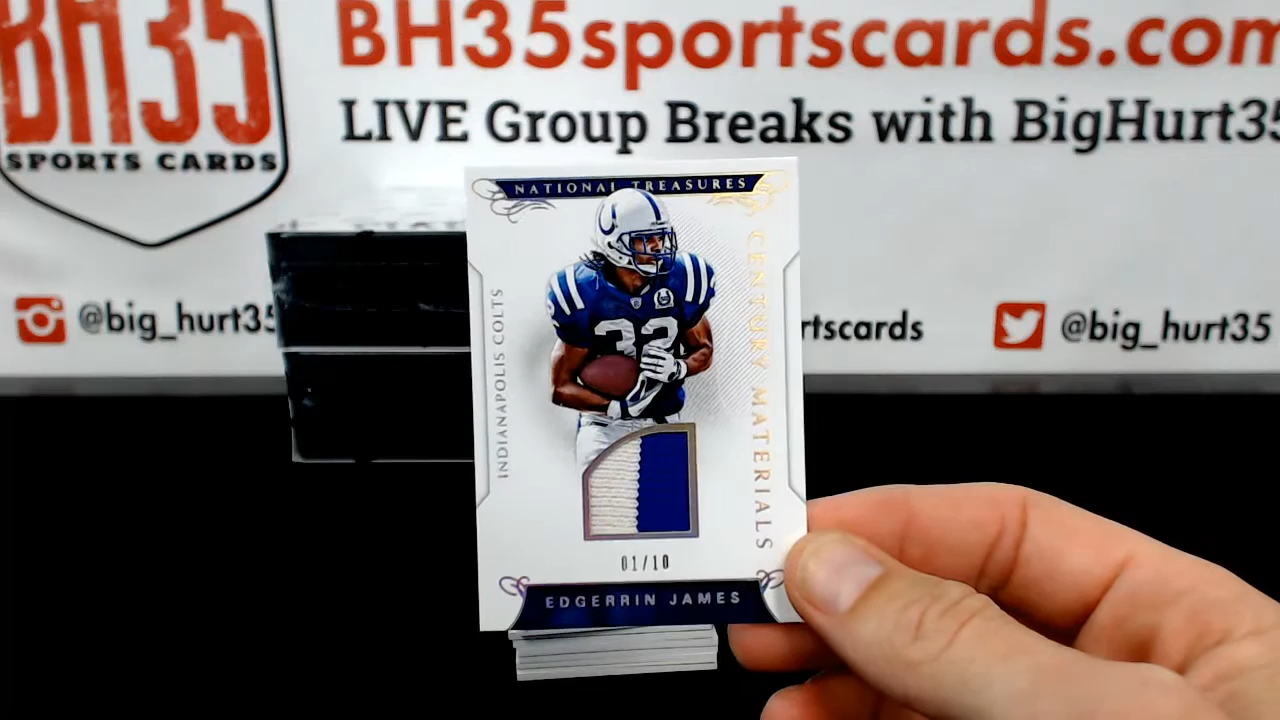 BH35
SPORTS CARDS
BH35sportscards.com
LIVE Group Breaks with BigHurt35
@big_hurt35
rtscards
@big_hurt35
NATIONAL TREASURES
INDIANAPOLIS COLTS
CENTURY MATERIALS
32
01/10
EDGERRIN JAMES